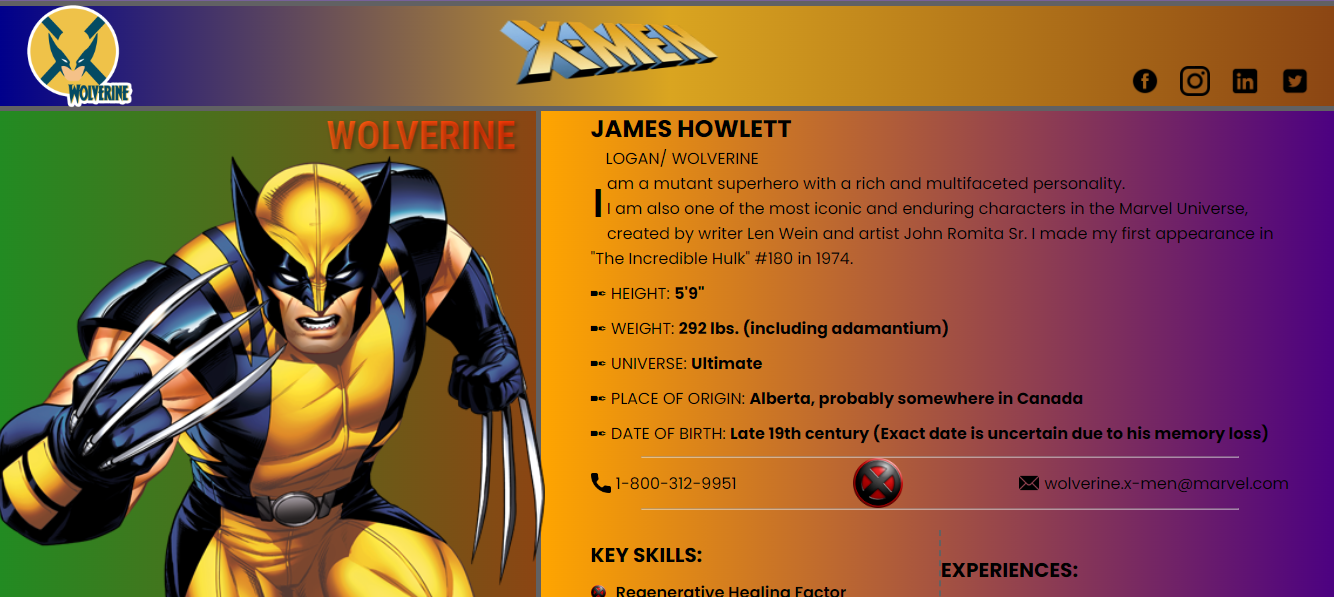 WOLVERINE
X-MEN
WOLVERINE
JAMES HOWLETT
LOGAN/ WOLVERINE
I am a mutant superhero with a rich and multifaceted personality.
I am also one of the most iconic and enduring characters in the Marvel Universe,
created by writer Len Wein and artist John Romita Sr. I made my first appearance in
"The Incredible Hulk" #180 in 1974.
HEIGHT: 5'9"
WEIGHT: 292 lbs. (including adamantium)
UNIVERSE: Ultimate
PLACE OF ORIGIN: Alberta, probably somewhere in Canada
DATE OF BIRTH: Late 19th century (Exact date is uncertain due to his memory loss)
1-800-312-9951
wolverine.x-men@marvel.com
KEY SKILLS:
Regenerative Healing Factor
EXPERIENCES: